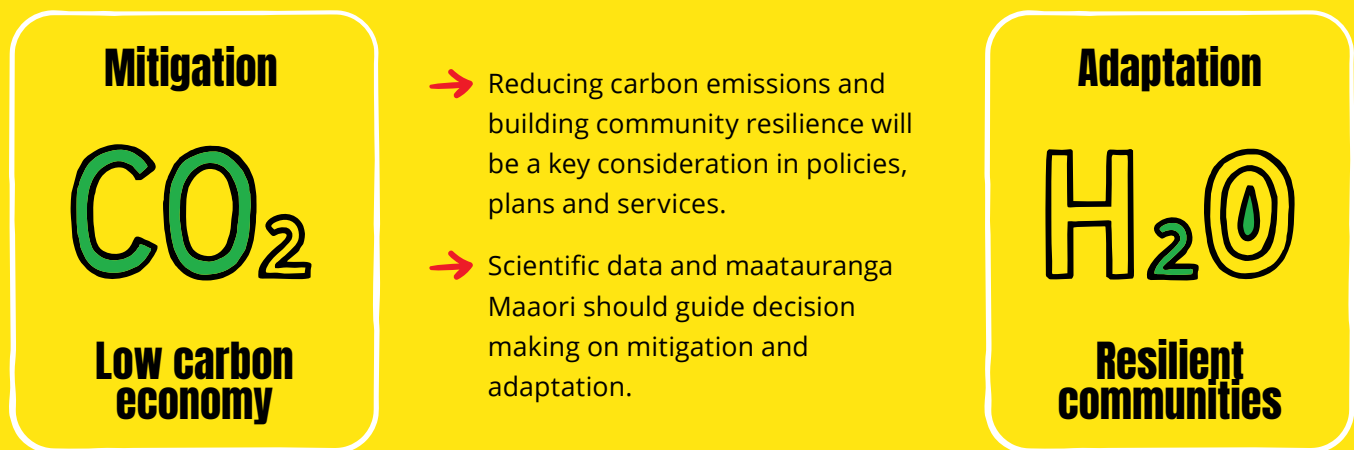 Mitigation
CO₂
Low carbon
economy
Reducing carbon emissions and
building community resilience will
be a key consideration in policies,
plans and services.
Scientific data and maatauranga
Maaori should guide decision
making on mitigation and
adaptation.
Adaptation
H₂O
Resilient
communities